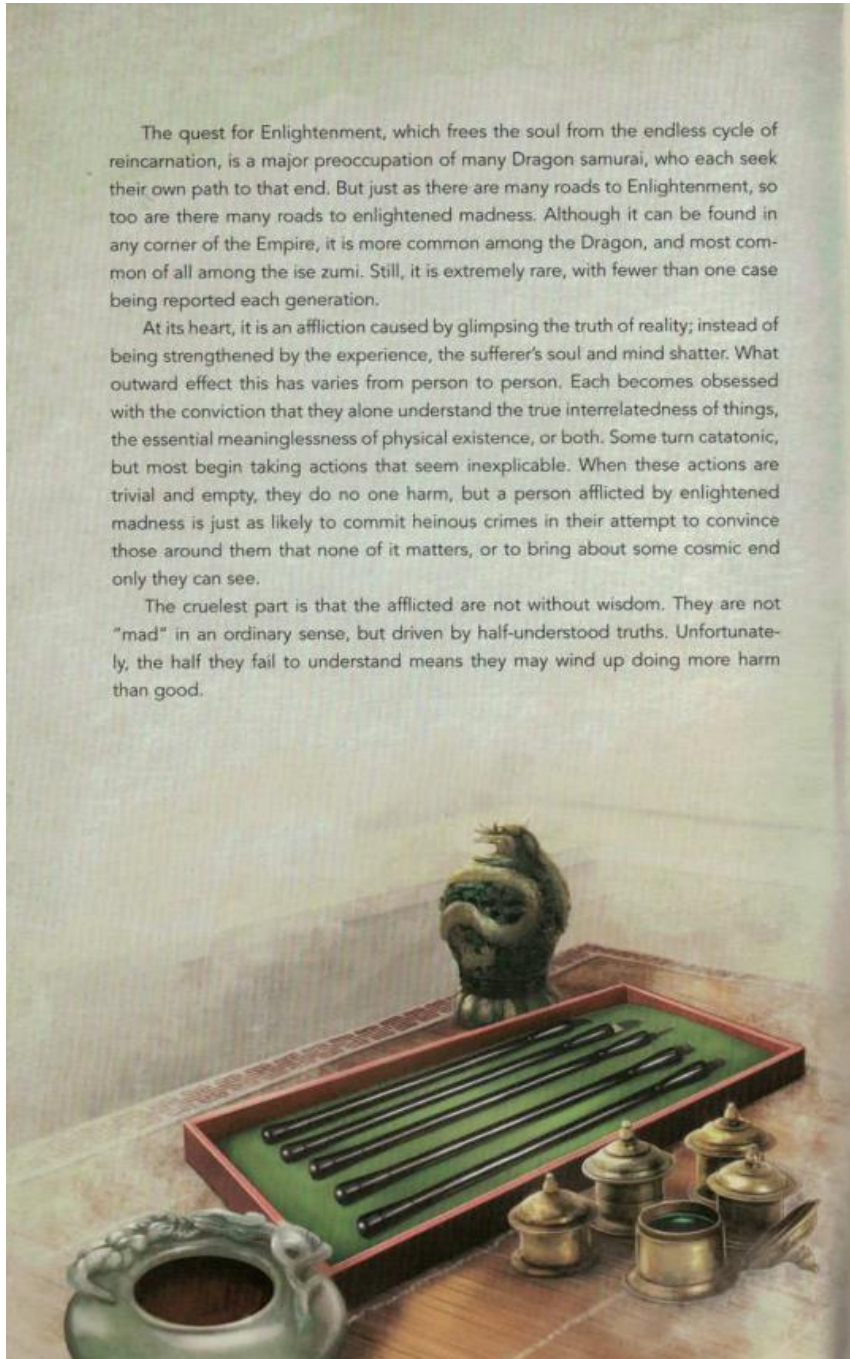 The quest for Enlightenment, which frees the soul from the endless cycle of
reincarnation, is a major preoccupation of many Dragon samurai, who each seek
their own path to that end. But just as there are many roads to Enlightenment, so
too are there many roads to enlightened madness. Although it can be found in
any corner of the Empire, it is more common among the Dragon, and most com-
mon of all among the ise zumi. Still, it is extremely rare, with fewer than one case
being reported each generation.
At its heart, it is an affliction caused by glimpsing the truth of reality; instead of
being strengthened by the experience, the sufferer's soul and mind shatter. What
outward effect this has varies from person to person. Each becomes obsessed
with the conviction that they alone understand the true interrelatedness of things,
the essential meaninglessness of physical existence, or both. Some turn catatonic,
but most begin taking actions that seem inexplicable. When these actions are
trivial and empty, they do no one harm, but a person afflicted by enlightened
madness is just as likely to commit heinous crimes in their attempt to convince
those around them that none of it matters, or to bring about some cosmic end
only they can see.
The cruelest part is that the afflicted are not without wisdom. They are not
"mad" in an ordinary sense, but driven by half-understood truths. Unfortunate-
ly, the half they fail to understand means they may wind up doing more harm
than good.